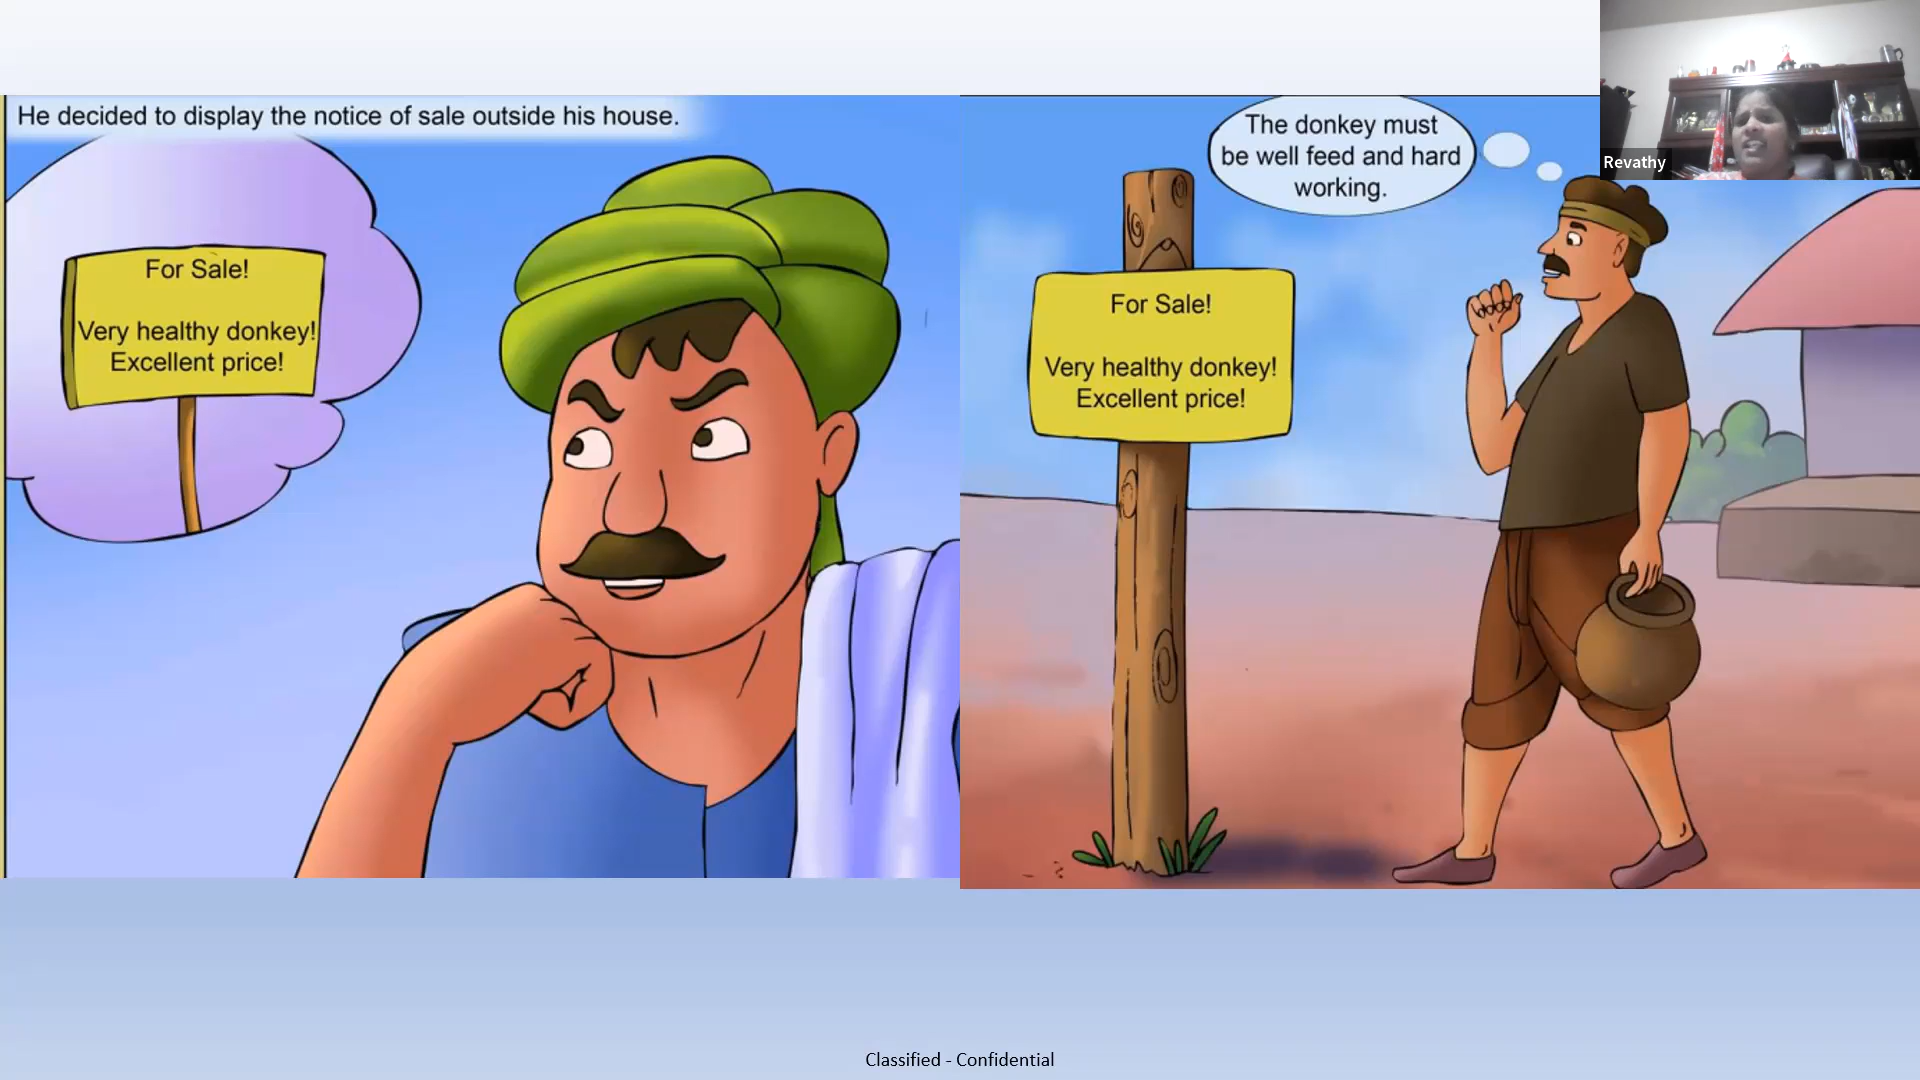 He decided to display the notice of sale outside his house.
For Sale!
Very healthy donkey!
Excellent price!
The donkey must
be well feed and hard
working.
For Sale!
Very healthy donkey!
Excellent price!
Revathy
Classified - Confidential